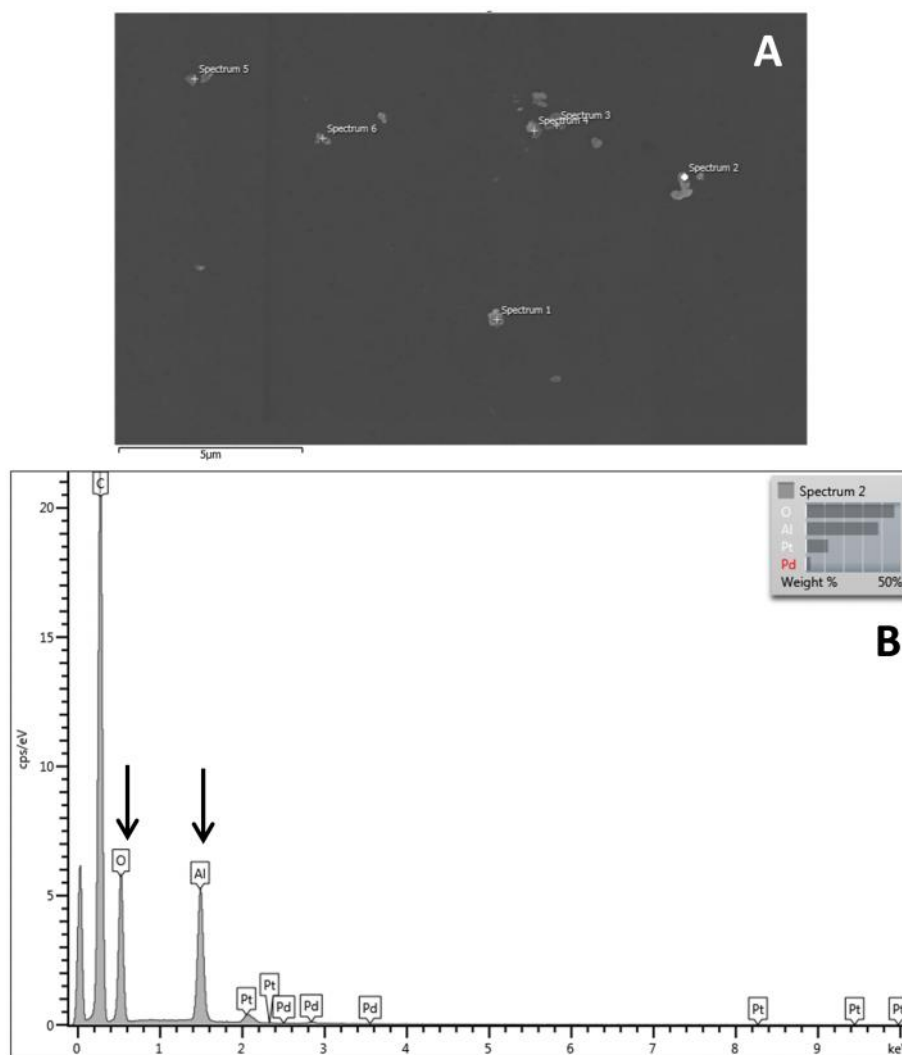 A
Spectrum 5
Spectrum 3
Spectrum 4
Spectrum 6
Spectrum 2
Spectrum 1
5µm
C
20
Spectrum 2
O
Al
Pt
Pd
Weight %
50%
B
15
cps/eV
10
O
Al
5
Pt
Pt
Pd
Pd
Pd
Pt
Pt
Pt
0
0
1
2
3
4
5
6
7
8
9